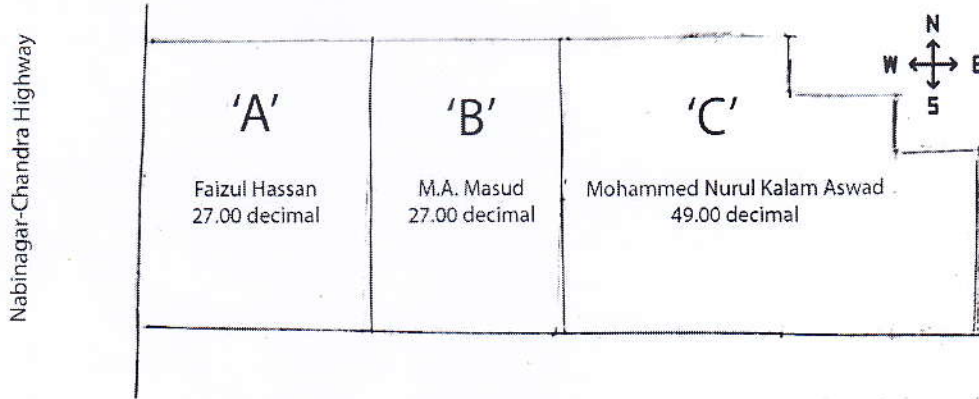 Nabinagar-Chandra Highway
'A'
Faizul Hassan
27.00 decimal
'B'
M.A. Masud
27.00 decimal
'C'
Mohammed Nurul Kalam Aswad
49.00 decimal
N
W E
S